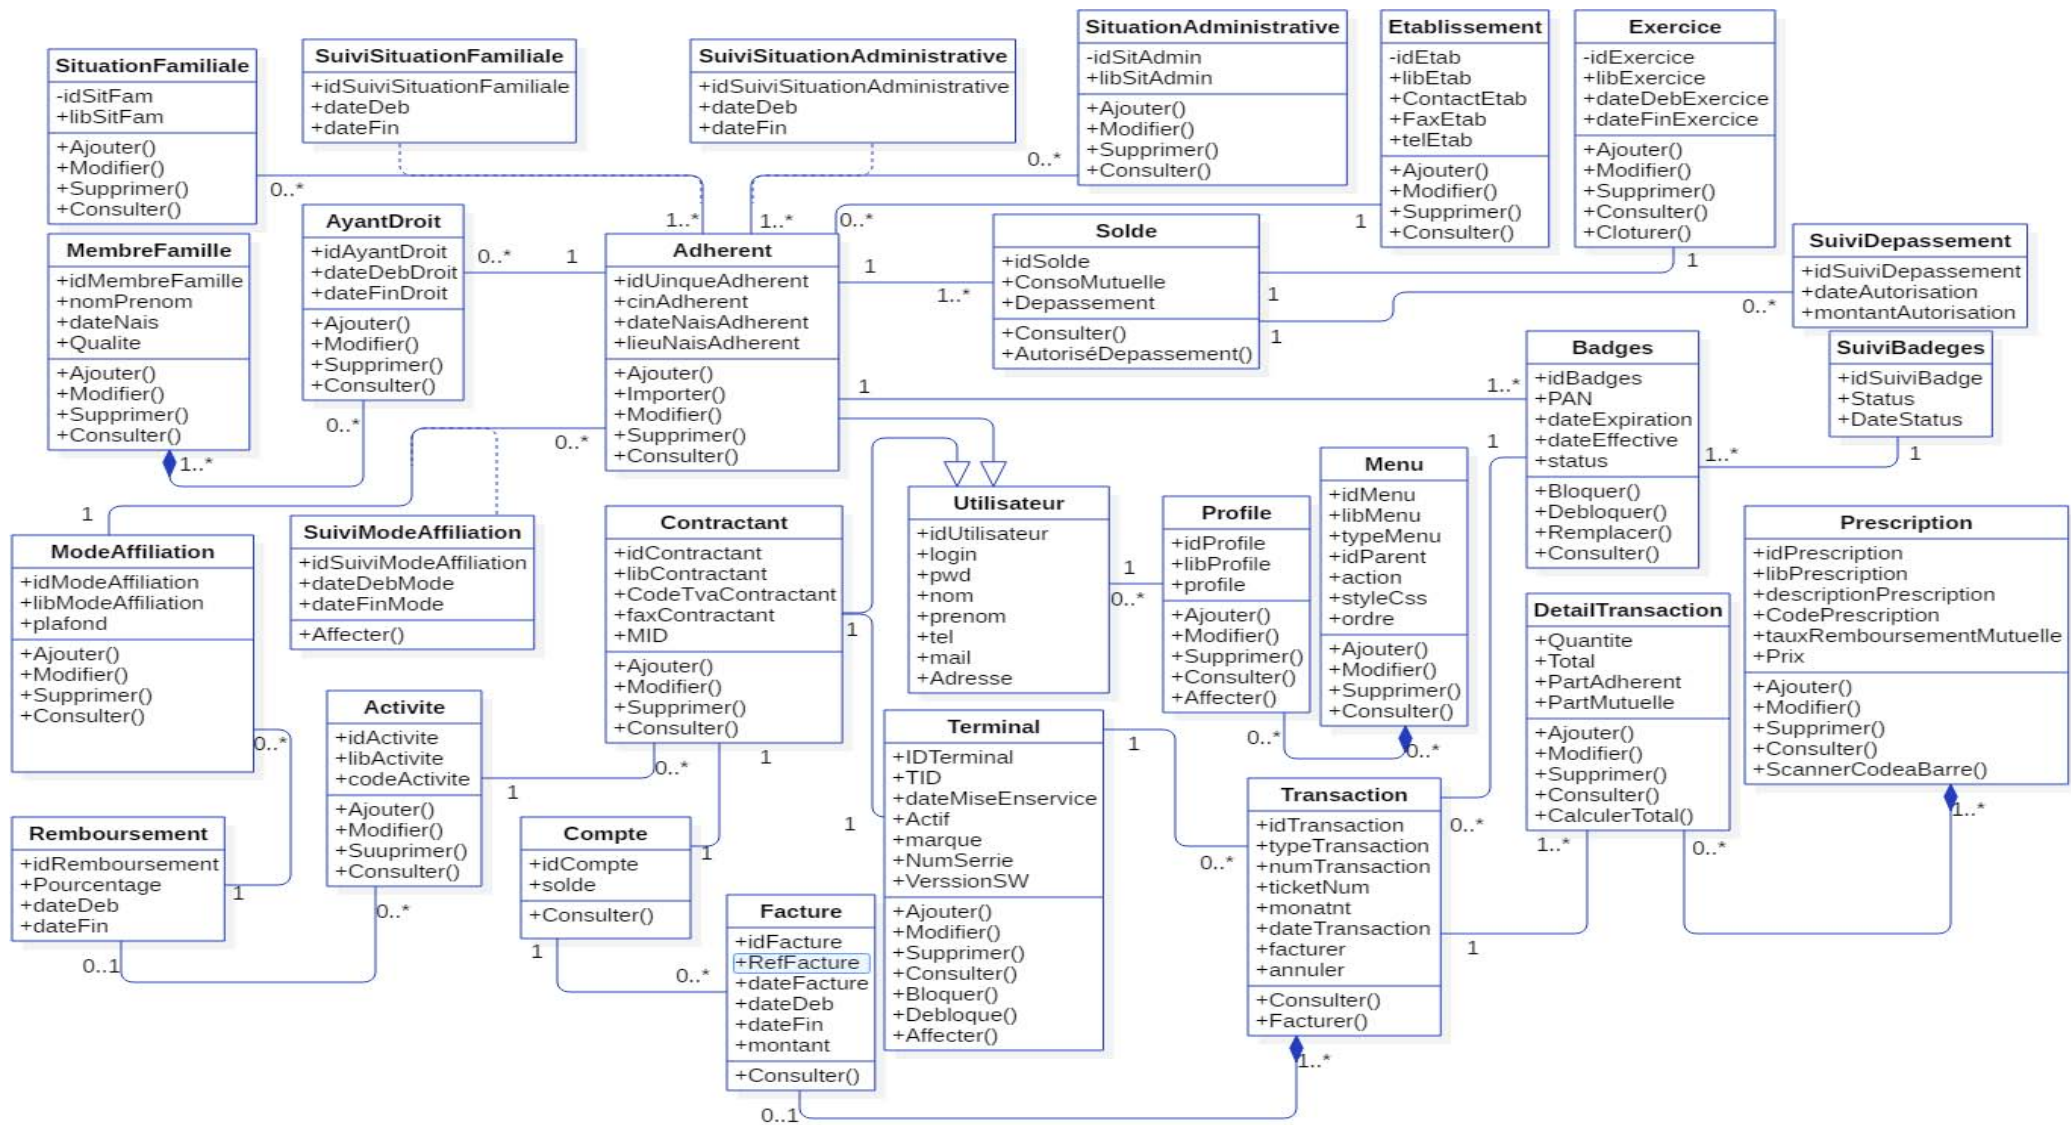 SituationFamiliale
-idSitFam
+libSitFam
+Ajouter()
+Modifier()
+Supprimer()
+Consulter()
0..*
SuiviSituationFamiliale
+idSuiviSituationFamiliale
+dateDeb
+dateFin
SuiviSituationAdministrative
+idSuiviSituationAdministrative
+dateDeb
+dateFin
SituationAdministrative
-idSitAdmin
+libSitAdmin
+Ajouter()
+Modifier()
+Supprimer()
+Consulter()
0..*
Etablissement
-idEtab
+libEtab
+ContactEtab
+FaxEtab
+telEtab
+Ajouter()
+Modifier()
+Supprimer()
+Consulter()
1
Exercice
-idExercice
+libExercice
+dateDebExercice
+dateFinExercice
+Ajouter()
+Modifier()
+Supprimer()
+Consulter()
+Cloturer()
1
MembreFamille
+idMembreFamille
+nomPrenom
+dateNais
+Qualite
+Ajouter()
+Modifier()
+Supprimer()
+Consulter()
1..*
AyantDroit
+idAyantDroit
+dateDebDroit
+dateFinDroit
+Ajouter()
+Modifier()
+Supprimer()
+Consulter()
0..*
0..*
1
1..*
1..*
0..*
Adherent
+idUinqueAdherent
+cinAdherent
+dateNaisAdherent
+lieuNaisAdherent
+Ajouter()
+Importer()
+Modifier()
+Supprimer()
+Consulter()
0..*
1
1..*
1
1..*
Solde
+idSolde
+ConsoMutuelle
+Depassement
+Consulter()
+AutoriséDepassement()
1
1
0..*
SuiviDepassement
+idSuiviDepassement
+dateAutorisation
+montantAutorisation
Badges
+idBadges
+PAN
+dateExpiration
+dateEffective
+status
+Bloquer()
+Debloquer()
+Remplacer()
+Consulter()
1
1..*
1
SuiviBadeges
+idSuiviBadge
+Status
+DateStatus
1
ModeAffiliation
+idModeAffiliation
+libModeAffiliation
+plafond
+Ajouter()
+Modifier()
+Supprimer()
+Consulter()
0..*
SuiviModeAffiliation
+idSuiviModeAffiliation
+dateDebMode
+dateFinMode
+Affecter()
Contractant
+idContractant
+libContractant
+CodeTvaContractant
+faxContractant
+MID
+Ajouter()
+Modifier()
+Supprimer()
+Consulter()
1
0..*
1
Utilisateur
+idUtilisateur
+login
+pwd
+nom
+prenom
+tel
+mail
+Adresse
1
0..*
Profile
+idProfile
+libProfile
+profile
+Ajouter()
+Modifier()
+Supprimer()
+Consulter()
+Affecter()
0..*
Menu
+idMenu
+libMenu
+typeMenu
+idParent
+action
+styleCss
+ordre
+Ajouter()
+Modifier()
+Supprimer()
+Consulter()
0..*
Prescription
+idPrescription
+libPrescription
+descriptionPrescription
+CodePrescription
+tauxRemboursementMutuelle
+Prix
+Ajouter()
+Modifier()
+Supprimer()
+Consulter()
+ScannerCodeaBarre()
1..*
DetailTransaction
+Quantite
+Total
+PartAdherent
+PartMutuelle
+Ajouter()
+Modifier()
+Supprimer()
+Consulter()
+CalculerTotal()
1..*
0..*
Activite
+idActivite
+libActivite
+codeActivite
+Ajouter()
+Modifier()
+Suuprimer()
+Consulter()
1
0..*
Remboursement
+idRemboursement
+Pourcentage
+dateDeb
+dateFin
1
0..1
Compte
+idCompte
+solde
+Consulter()
1
1
Facture
+idFacture
+RefFacture
+dateFacture
+dateDeb
+dateFin
+montant
+Consulter()
0..*
0..1
Terminal
+IDTerminal
+TID
+dateMiseEnservice
+Actif
+marque
+NumSerrie
+VerssionSW
+Ajouter()
+Modifier()
+Supprimer()
+Consulter()
+Bloquer()
+Debloque()
+Affecter()
1
1
Transaction
+idTransaction
+typeTransaction
+numTransaction
+ticketNum
+monatnt
+dateTransaction
+facturer
+annuler
+Consulter()
+Facturer()
0..*
0..*
1
1..*